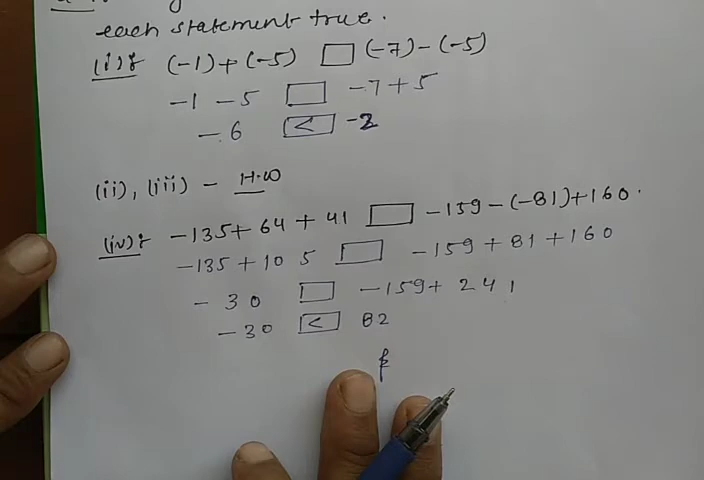 each statement true.
(i): (-1)+(-5) □ (-7)-(-5)
-1 -5 □ -7+5
-6 < -2
(ii), (iii) - H.W
(iv): -135+64+41 □ -159-(-81)+160.
-135+105 □ -159+81+160
-30 □ -159+241
-30 < 82